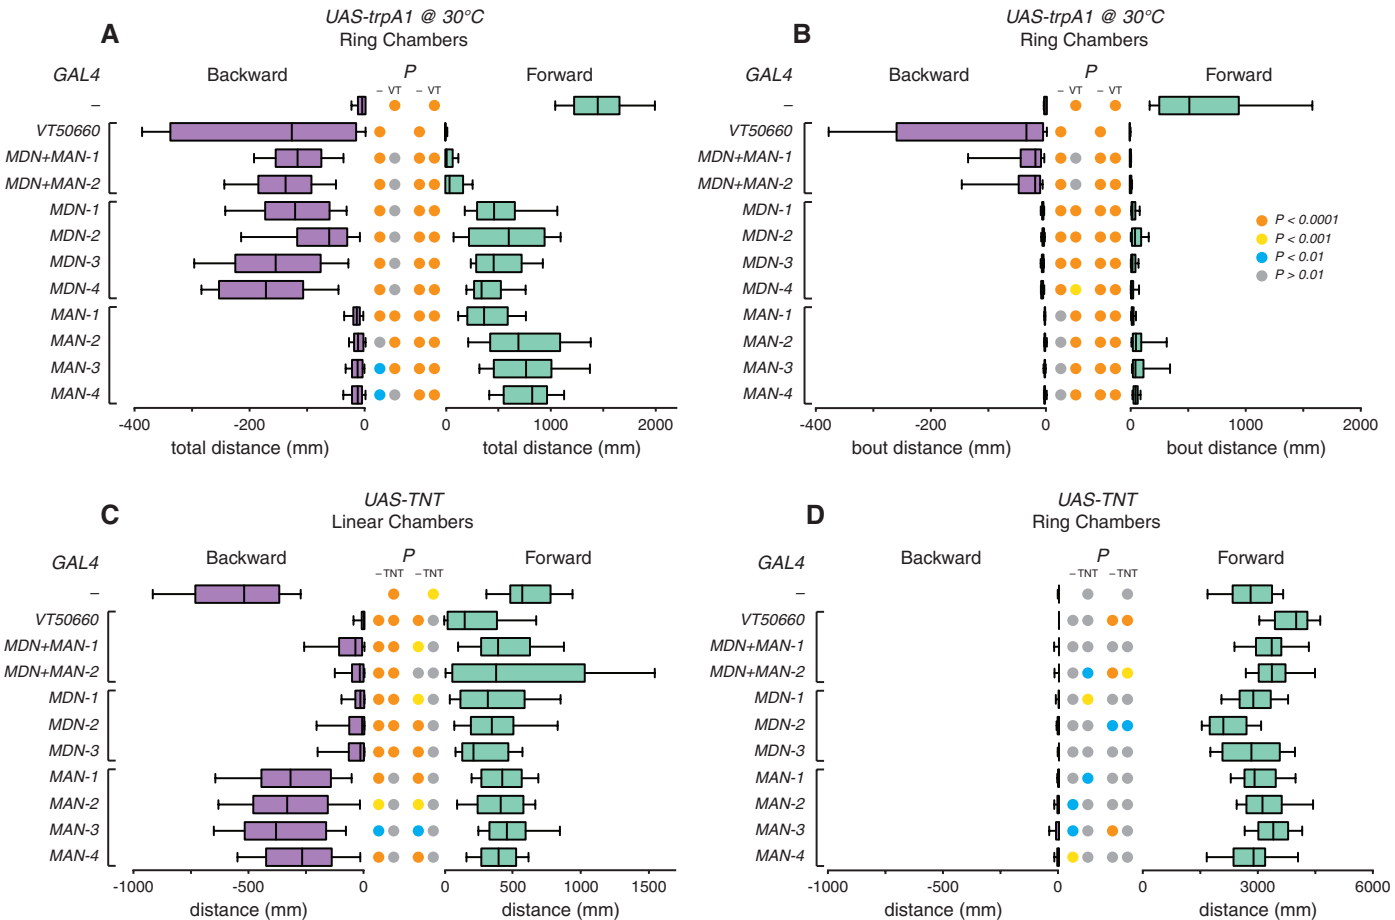 A
UAS-trpA1 @ 30°C
Ring Chambers
GAL4 Backward P Forward
– VT – VT
–
VT50660
MDN+MAN-1
MDN+MAN-2
MDN-1
MDN-2
MDN-3
MDN-4
MAN-1
MAN-2
MAN-3
MAN-4
-400 -200 0 0 1000 2000
total distance (mm) total distance (mm)
B
UAS-trpA1 @ 30°C
Ring Chambers
GAL4 Backward P Forward
– VT – VT
–
VT50660
MDN+MAN-1
MDN+MAN-2
MDN-1
MDN-2
MDN-3
MDN-4
MAN-1
MAN-2
MAN-3
MAN-4
P < 0.0001
P < 0.001
P < 0.01
P > 0.01
-400 -200 0 0 1000 2000
bout distance (mm) bout distance (mm)
C
UAS-TNT
Linear Chambers
GAL4 Backward P Forward
– TNT – TNT
–
VT50660
MDN+MAN-1
MDN+MAN-2
MDN-1
MDN-2
MDN-3
MAN-1
MAN-2
MAN-3
MAN-4
-1000 -500 0 0 500 1000 1500
distance (mm) distance (mm)
D
UAS-TNT
Ring Chambers
GAL4 Backward P Forward
– TNT – TNT
–
VT50660
MDN+MAN-1
MDN+MAN-2
MDN-1
MDN-2
MDN-3
MAN-1
MAN-2
MAN-3
MAN-4
-1000 -500 0 0 3000 6000
distance (mm) distance (mm)